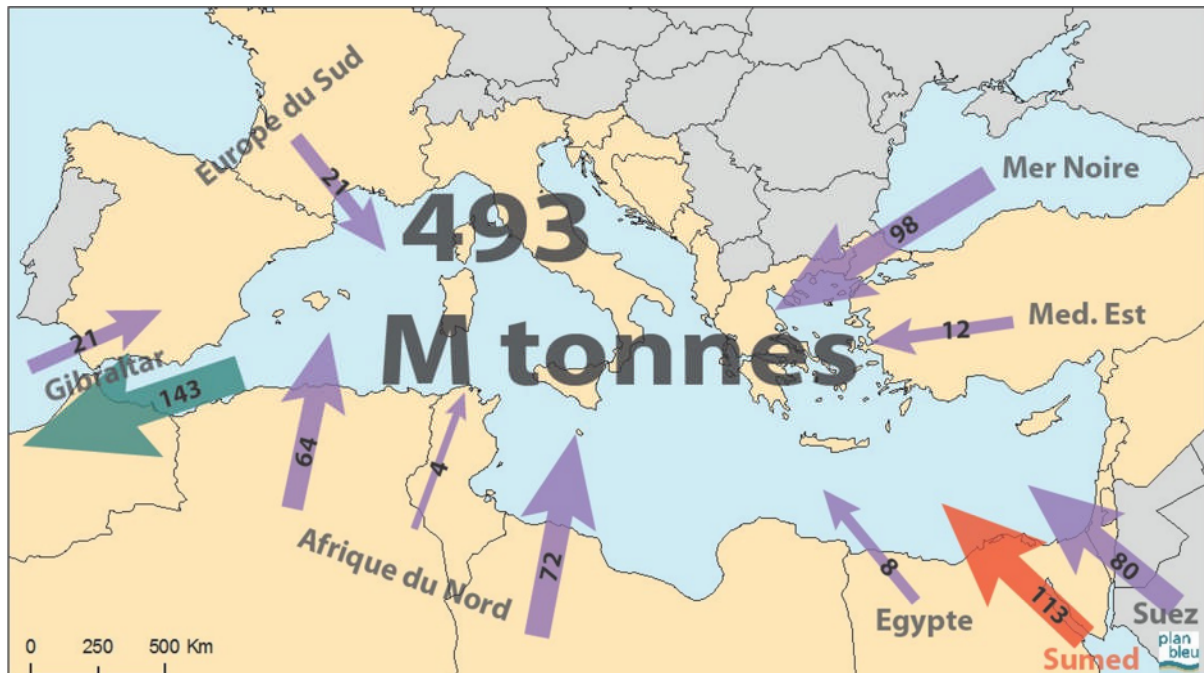 Europe du Sud
21
493
M tonnes
Mer Noire
98
Med. Est
12
21
Gibraltar
143
64
4
Afrique du Nord
72
8
Egypte
113
Sumed
80
Suez
0 250 500 Km
plan
bleu